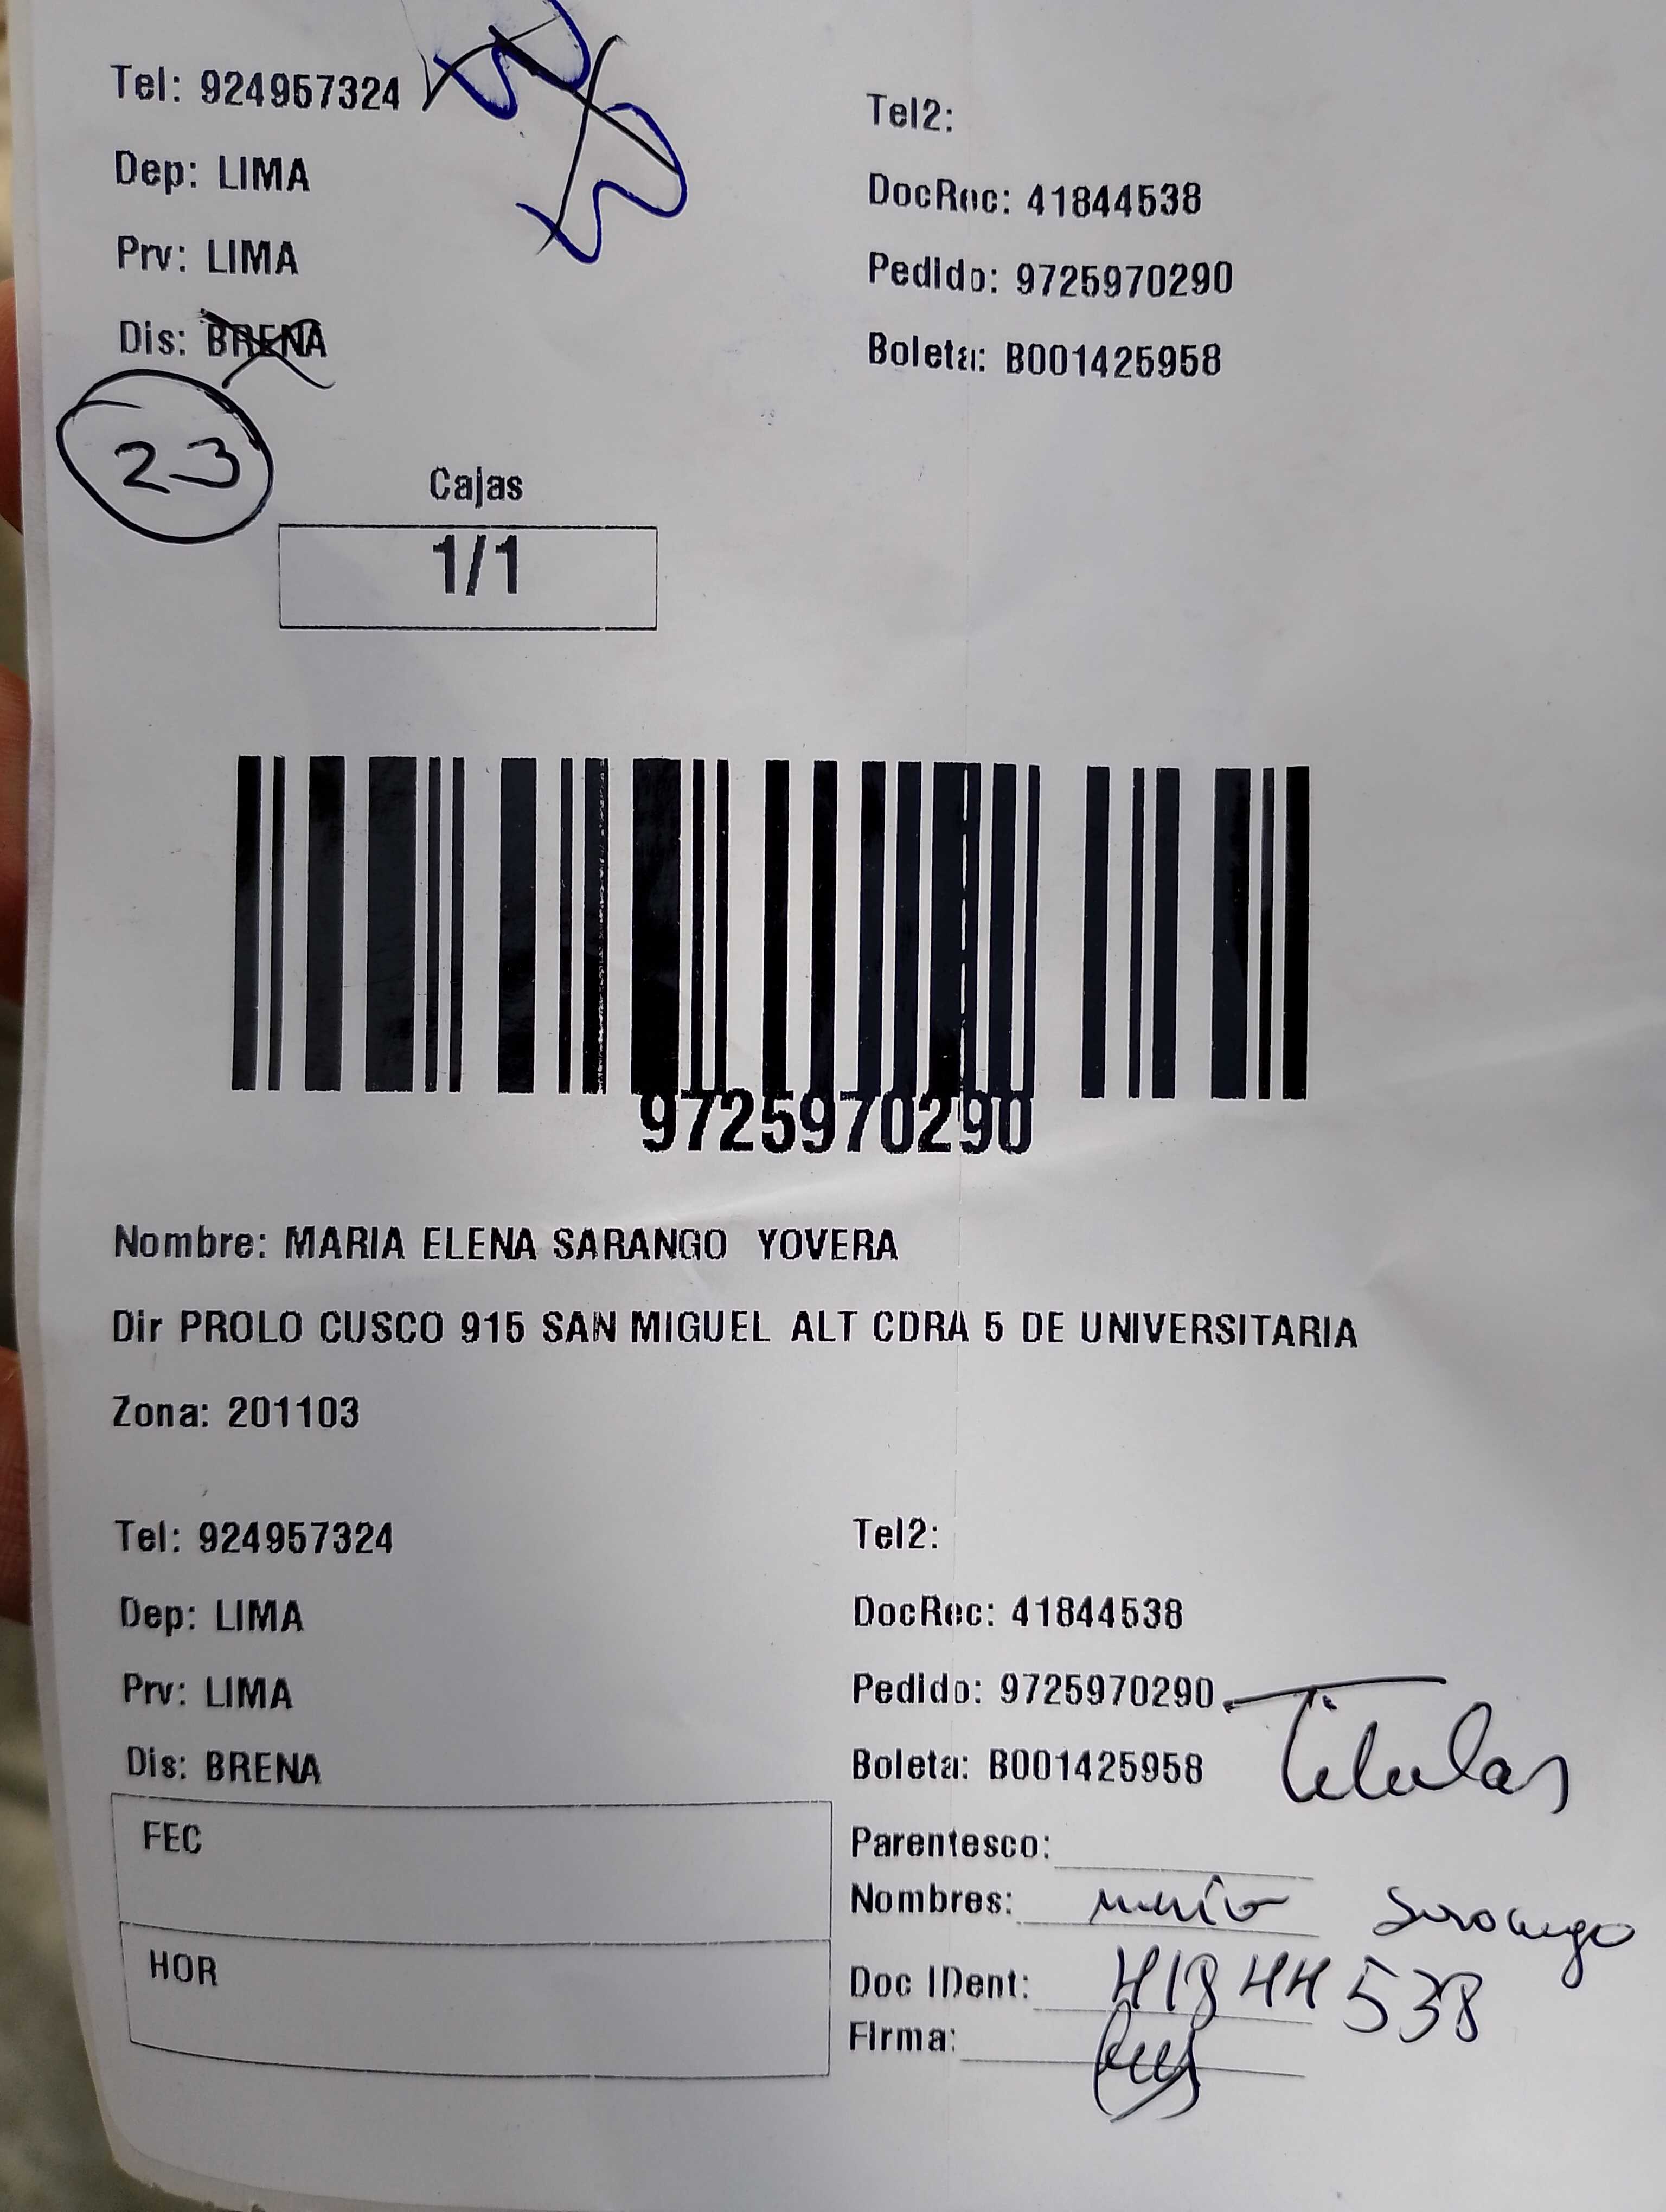 Tel: 924957324
Tel2:
Dep: LIMA
DocRec: 41844538
Prv: LIMA
Pedido: 9725970290
Dis: BRENA
Boleta: B001425958
23
Cajas
1/1
9725970290
Nombre: MARIA ELENA SARANGO YOVERA
Dir PROLO CUSCO 915 SAN MIGUEL ALT CDRA 5 DE UNIVERSITARIA
Zona: 201103
Tel: 924957324
Tel2:
Dep: LIMA
DocRec: 41844538
Prv: LIMA
Pedido: 9725970290
Dis: BRENA
Boleta: B001425958
Titular
FEC
Parentesco:
Nombres: María Sarango
HOR
Doc IDent: 41844538
Firma: